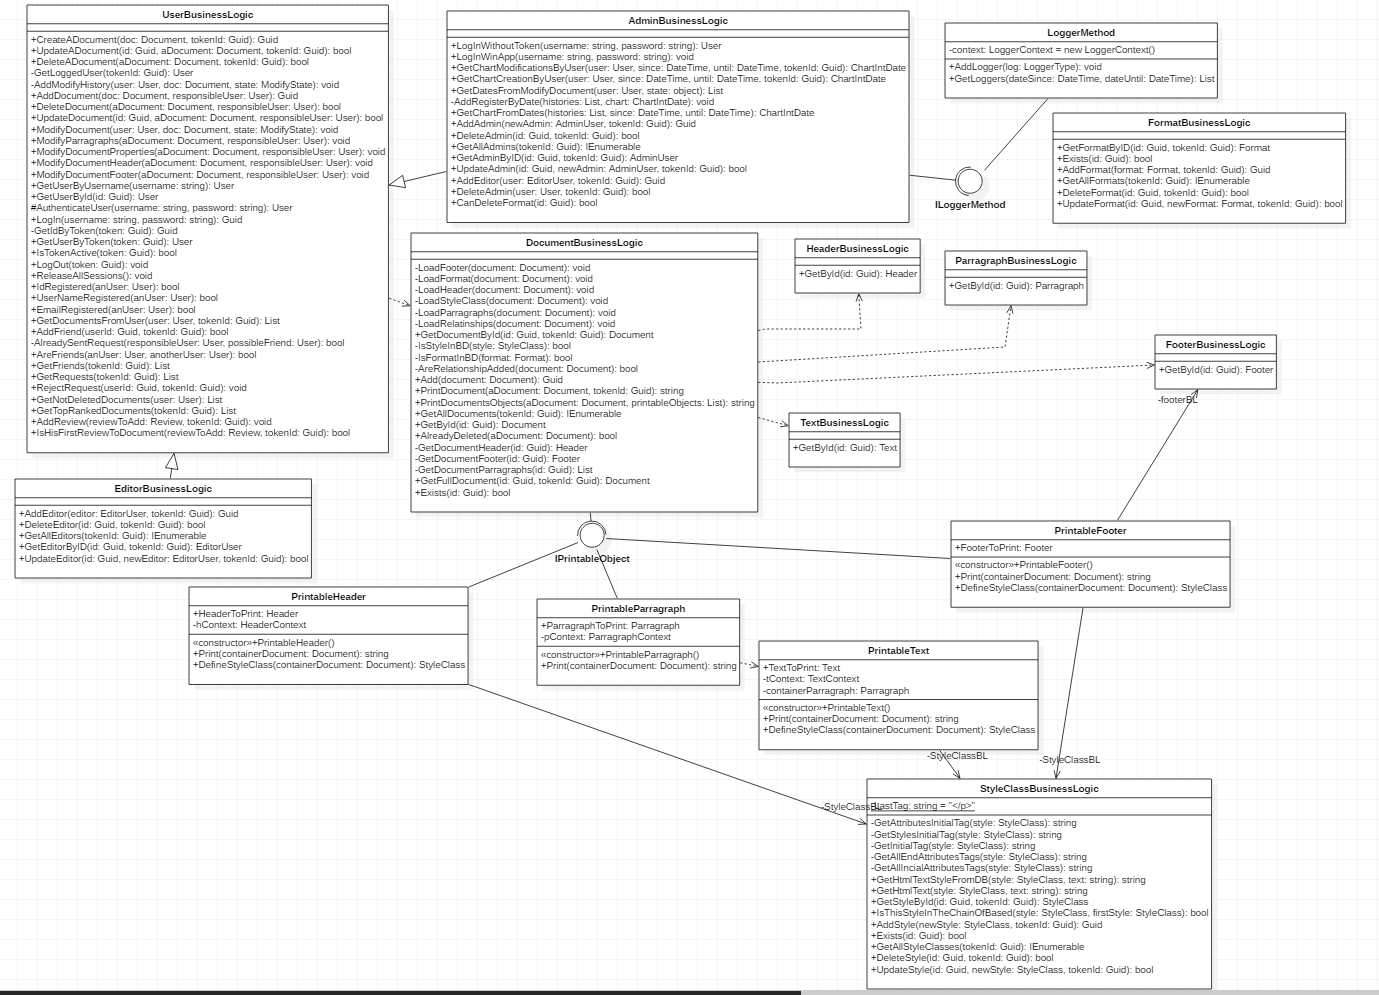 UserBusinessLogic
+CreateADocument(doc: Document, tokenId: Guid): Guid
+UpdateADocument(id: Guid, aDocument: Document, tokenId: Guid): bool
+DeleteADocument(aDocument: Document, tokenId: Guid): bool
-GetLoggedUser(tokenId: Guid): User
-AddModifyHistory(user: User, doc: Document, state: ModifyState): void
+AddDocument(doc: Document, responsibleUser: User): Guid
+DeleteDocument(aDocument: Document, responsibleUser: User): bool
+UpdateDocument(id: Guid, aDocument: Document, responsibleUser: User): bool
-ModifyDocument(user: User, doc: Document, state: ModifyState): void
+ModifyParragraphs(aDocument: Document, responsibleUser: User): void
+ModifyDocumentProperties(aDocument: Document, responsibleUser: User): void
+ModifyDocumentHeader(aDocument: Document, responsibleUser: User): void
+ModifyDocumentFooter(aDocument: Document, responsibleUser: User): void
+GetUserByUsername(username: string): User
+GetUserById(id: Guid): User
#AuthenticateUser(username: string, password: string): User
+LogIn(username: string, password: string): Guid
-GetIdByToken(token: Guid): Guid
+GetUserByToken(token: Guid): User
+IsTokenActive(token: Guid): bool
+LogOut(token: Guid): void
+ReleaseAllSessions(): void
+IdRegistered(anUser: User): bool
+UserNameRegistered(anUser: User): bool
+EmailRegistered(anUser: User): bool
+GetDocumentsFromUser(user: User, tokenId: Guid): List
+AddFriend(userId: Guid, tokenId: Guid): bool
-AlreadySentRequest(responsibleUser: User, possibleFriend: User): bool
+AreFriends(anUser: User, anotherUser: User): bool
+GetFriends(tokenId: Guid): List
+GetRequests(tokenId: Guid): List
+RejectRequest(userId: Guid, tokenId: Guid): void
+GetNotDeletedDocuments(user: User): List
+GetTopRankedDocuments(tokenId: Guid): List
+AddReview(reviewToAdd: Review, tokenId: Guid): void
+IsHisFirstReviewToDocument(reviewToAdd: Review, tokenId: Guid): bool
AdminBusinessLogic
+LogInWithoutToken(username: string, password: string): User
+LogInWinApp(username: string, password: string): void
+GetChartModificationsByUser(user: User, since: DateTime, until: DateTime, tokenId: Guid): ChartIntDate
+GetChartCreationByUser(user: User, since: DateTime, until: DateTime, tokenId: Guid): ChartIntDate
+GetDatesFromModifyDocument(user: User, state: object): List
-AddRegisterByDate(histories: List, chart: ChartIntDate): void
+GetChartFromDates(histories: List, since: DateTime, until: DateTime): ChartIntDate
+AddAdmin(newAdmin: AdminUser, tokenId: Guid): Guid
+DeleteAdmin(id: Guid, tokenId: Guid): bool
+GetAllAdmins(tokenId: Guid): IEnumerable
+GetAdminByID(id: Guid, tokenId: Guid): AdminUser
+UpdateAdmin(id: Guid, newAdmin: AdminUser, tokenId: Guid): bool
+AddEditor(user: EditorUser, tokenId: Guid): Guid
+DeleteAdmin(user: User, tokenId: Guid): bool
+CanDeleteFormat(id: Guid): bool
LoggerMethod
-context: LoggerContext = new LoggerContext()
+AddLogger(log: LoggerType): void
+GetLoggers(dateSince: DateTime, dateUntil: DateTime): List
ILoggerMethod
FormatBusinessLogic
+GetFormatByID(id: Guid, tokenId: Guid): Format
+Exists(id: Guid): bool
+AddFormat(format: Format, tokenId: Guid): Guid
+GetAllFormats(tokenId: Guid): IEnumerable
+DeleteFormat(id: Guid, tokenId: Guid): bool
+UpdateFormat(id: Guid, newFormat: Format, tokenId: Guid): bool
DocumentBusinessLogic
-LoadFooter(document: Document): void
-LoadFormat(document: Document): void
-LoadHeader(document: Document): void
-LoadStyleClass(document: Document): void
-LoadParragraphs(document: Document): void
-LoadRelatinships(document: Document): void
+GetDocumentById(id: Guid, tokenId: Guid): Document
-IsStyleInBD(style: StyleClass): bool
-IsFormatInBD(format: Format): bool
-AreRelationshipAdded(document: Document): bool
+Add(document: Document): Guid
+PrintDocument(aDocument: Document, tokenId: Guid): string
+PrintDocumentsObjects(aDocument: Document, printableObjects: List): string
+GetAllDocuments(tokenId: Guid): IEnumerable
+GetById(id: Guid): Document
+AlreadyDeleted(aDocument: Document): bool
-GetDocumentHeader(id: Guid): Header
-GetDocumentFooter(id: Guid): Footer
-GetDocumentParragraphs(id: Guid): List
+GetFullDocument(id: Guid, tokenId: Guid): Document
+Exists(id: Guid): bool
HeaderBusinessLogic
+GetById(id: Guid): Header
ParragraphBusinessLogic
+GetById(id: Guid): Parragraph
FooterBusinessLogic
+GetById(id: Guid): Footer
-footerBL
TextBusinessLogic
+GetById(id: Guid): Text
EditorBusinessLogic
+AddEditor(editor: EditorUser, tokenId: Guid): Guid
+DeleteEditor(id: Guid, tokenId: Guid): bool
+GetAllEditors(tokenId: Guid): IEnumerable
+GetEditorByID(id: Guid, tokenId: Guid): EditorUser
+UpdateEditor(id: Guid, newEditor: EditorUser, tokenId: Guid): bool
IPrintableObject
PrintableFooter
+FooterToPrint: Footer
«constructor»+PrintableFooter()
+Print(containerDocument: Document): string
+DefineStyleClass(containerDocument: Document): StyleClass
PrintableHeader
+HeaderToPrint: Header
-hContext: HeaderContext
«constructor»+PrintableHeader()
+Print(containerDocument: Document): string
+DefineStyleClass(containerDocument: Document): StyleClass
PrintableParragraph
+ParragraphToPrint: Parragraph
-pContext: ParragraphContext
«constructor»+PrintableParagraph()
+Print(containerDocument: Document): string
PrintableText
+TextToPrint: Text
-tContext: TextContext
-containerParragraph: Parragraph
«constructor»+PrintableText()
+Print(containerDocument: Document): string
+DefineStyleClass(containerDocument: Document): StyleClass
-StyleClassBL
-StyleClassBL
-StyleClassBL
StyleClassBusinessLogic
-LastTag: string = "</p>"
-GetAttributesInitialTag(style: StyleClass): string
-GetStylesInitialTag(style: StyleClass): string
-GetInitialTag(style: StyleClass): string
-GetAllEndAttributesTags(style: StyleClass): string
-GetAllIncialAttributesTags(style: StyleClass): string
+GetHtmlTextStyleFromDB(style: StyleClass, text: string): string
+GetHtmlText(style: StyleClass, text: string): string
+GetStyleById(id: Guid, tokenId: Guid): StyleClass
+IsThisStyleInTheChainOfBased(style: StyleClass, firstStyle: StyleClass): bool
+AddStyle(newStyle: StyleClass, tokenId: Guid): Guid
+Exists(id: Guid): bool
+GetAllStyleClasses(tokenId: Guid): IEnumerable
+DeleteStyle(id: Guid, tokenId: Guid): bool
+UpdateStyle(id: Guid, newStyle: StyleClass, tokenId: Guid): bool